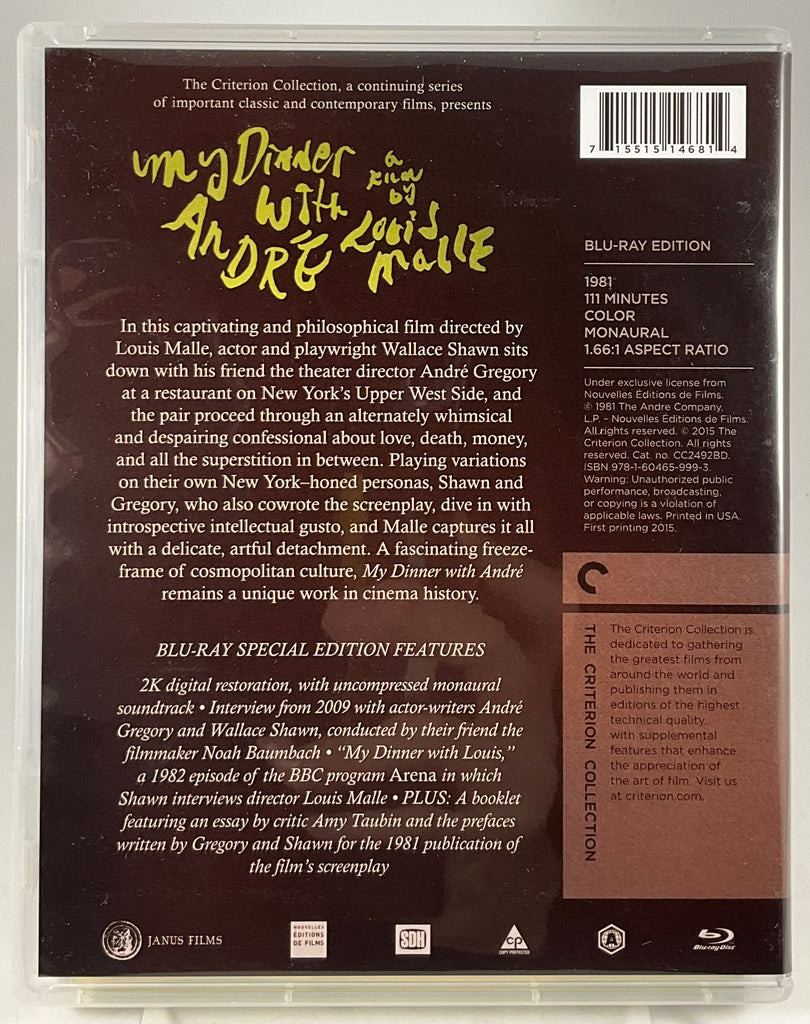 The Criterion Collection, a continuing series
of important classic and contemporary films, presents
My Dinner
with
André
a
film
by
Louis
Malle
In this captivating and philosophical film directed by
Louis Malle, actor and playwright Wallace Shawn sits
down with his friend the theater director André Gregory
at a restaurant on New York's Upper West Side, and
the pair proceed through an alternately whimsical
and despairing confessional about love, death, money,
and all the superstition in between. Playing variations
on their own New York–honed personas, Shawn and
Gregory, who also cowrote the screenplay, dive in with
introspective intellectual gusto, and Malle captures it all
with a delicate, artful detachment. A fascinating freeze-
frame of cosmopolitan culture, My Dinner with André
remains a unique work in cinema history.
BLU-RAY SPECIAL EDITION FEATURES
2K digital restoration, with uncompressed monaural
soundtrack • Interview from 2009 with actor-writers André
Gregory and Wallace Shawn, conducted by their friend the
filmmaker Noah Baumbach • “My Dinner with Louis,”
a 1982 episode of the BBC program Arena in which
Shawn interviews director Louis Malle • PLUS: A booklet
featuring an essay by critic Amy Taubin and the prefaces
written by Gregory and Shawn for the 1981 publication of
the film's screenplay
7 15515 14681 4
BLU-RAY EDITION
1981
111 MINUTES
COLOR
MONAURAL
1.66:1 ASPECT RATIO
Under exclusive license from
Nouvelles Editions de Films.
© 1981 The Andre Company,
L.P. – Nouvelles Editions de Films.
All rights reserved. © 2015 The
Criterion Collection. All rights
reserved. Cat. no. CC2492BD.
ISBN 978-1-60465-999-3.
Warning: Unauthorized public
performance, broadcasting,
or copying is a violation of
applicable laws. Printed in USA.
First printing 2015.
THE CRITERION COLLECTION
The Criterion Collection is
dedicated to gathering
the greatest films from
around the world and
publishing them in
editions of the highest
technical quality,
with supplemental
features that enhance
the appreciation of
the art of film. Visit us
at criterion.com.
JANUS FILMS
NOUVELLES
ÉDITIONS
DE FILMS
SDH
CP
COPY PROTECTED
A
Blu-ray Disc